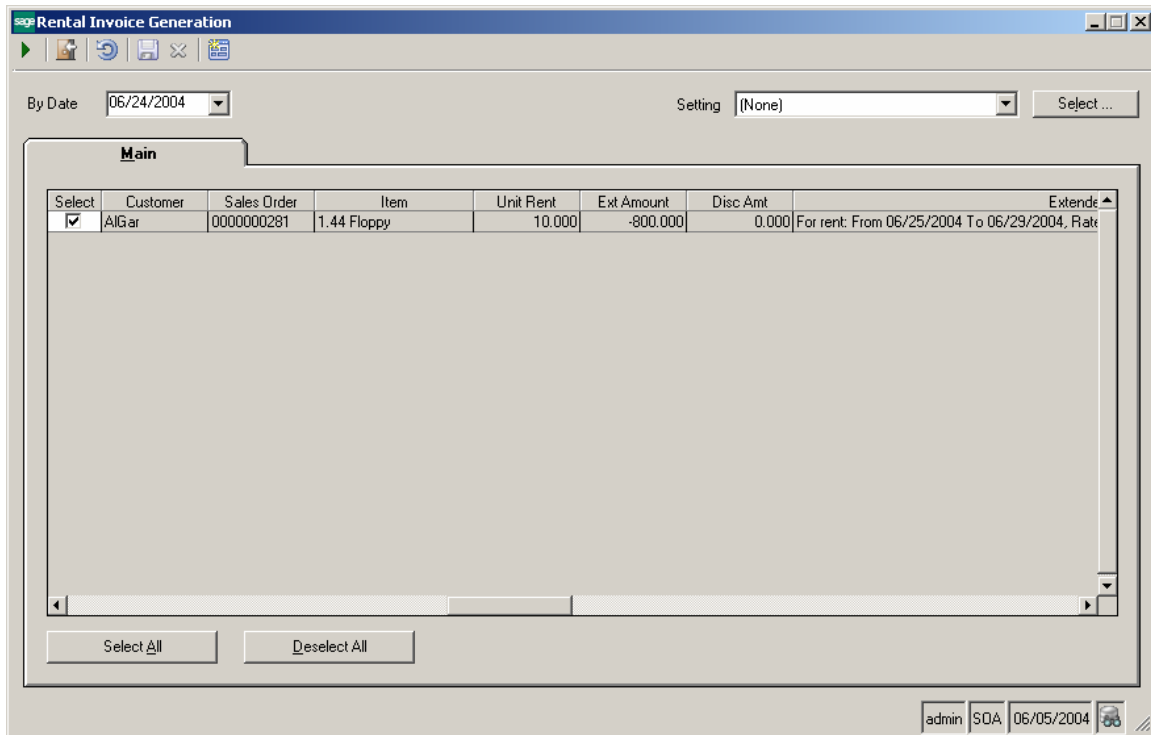 sage Rental Invoice Generation
By Date 06/24/2004 Setting (None) Select ...
Main
Select Customer Sales Order Item Unit Rent Ext Amount Disc Amt Extende
AlGar 0000000281 1.44 Floppy 10.000 -800.000 0.000 For rent: From 06/25/2004 To 06/29/2004, Rate
Select All Deselect All
admin SOA 06/05/2004